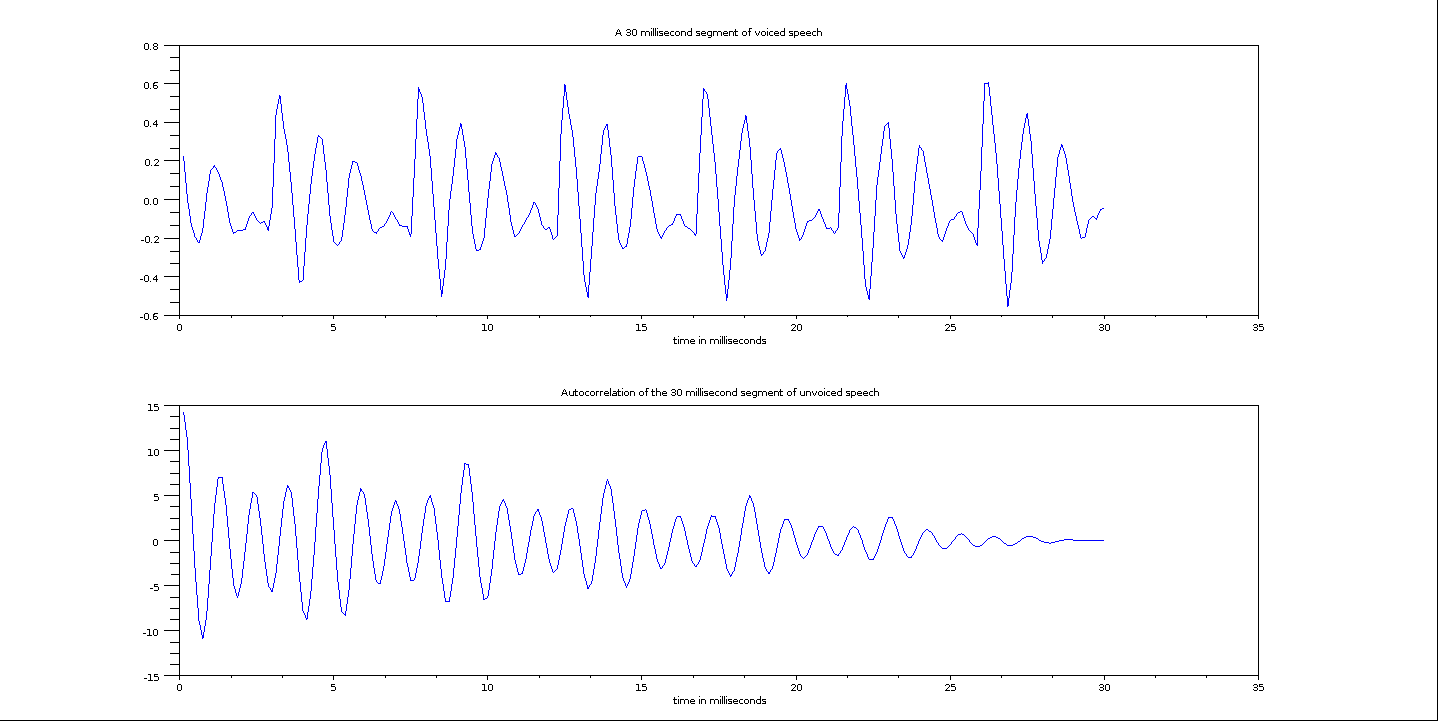 A 30 millisecond segment of voiced speech
0.8
0.6
0.4
0.2
0.0
-0.2
-0.4
-0.6
0 5 10 15 20 25 30 35
time in milliseconds
Autocorrelation of the 30 millisecond segment of unvoiced speech
15
10
5
0
-5
-10
-15
0 5 10 15 20 25 30 35
time in milliseconds